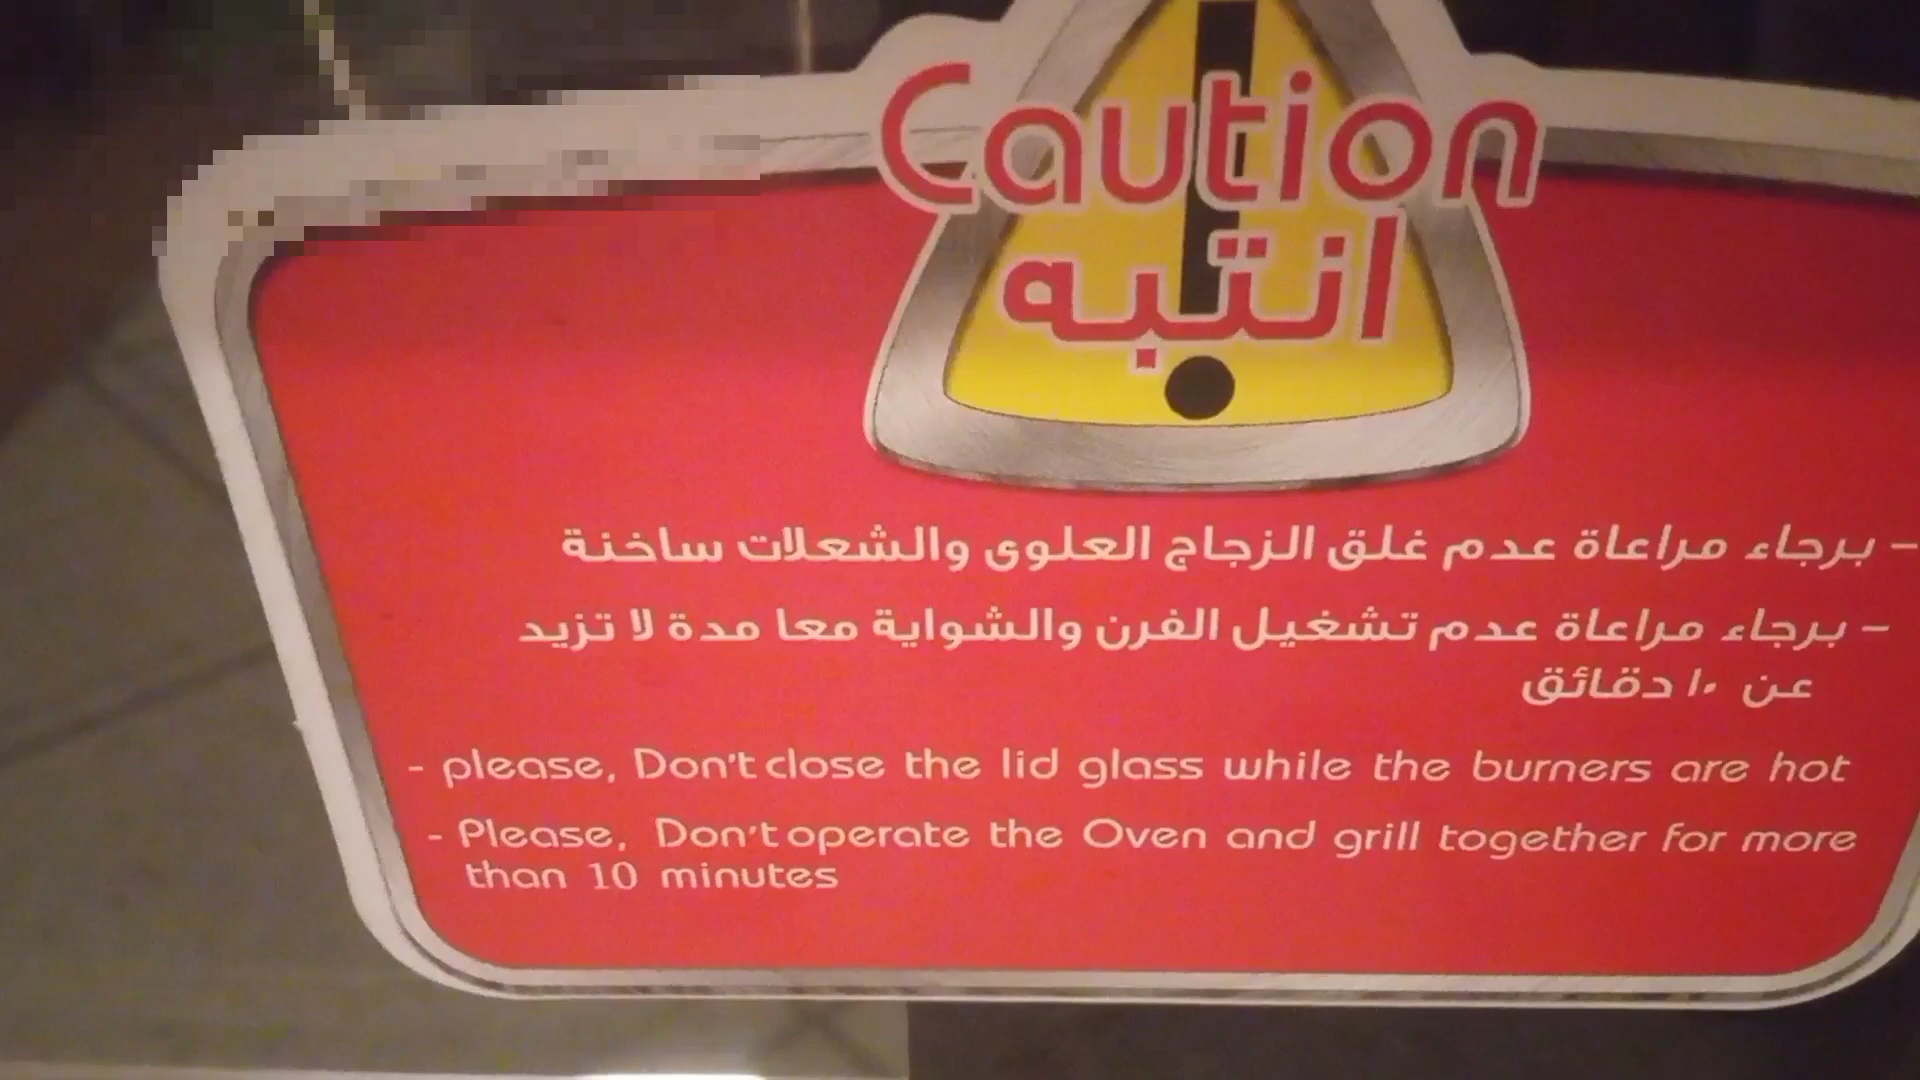 Caution
انتبه
- برجاء مراعاة عدم غلق الزجاج العلوى والشعلات ساخنة
- برجاء مراعاة عدم تشغيل الفرن والشواية معا مدة لا تزيد
عن ١٠ دقائق
- please, Don't close the lid glass while the burners are hot
- Please, Don't operate the Oven and grill together for more
than 10 minutes